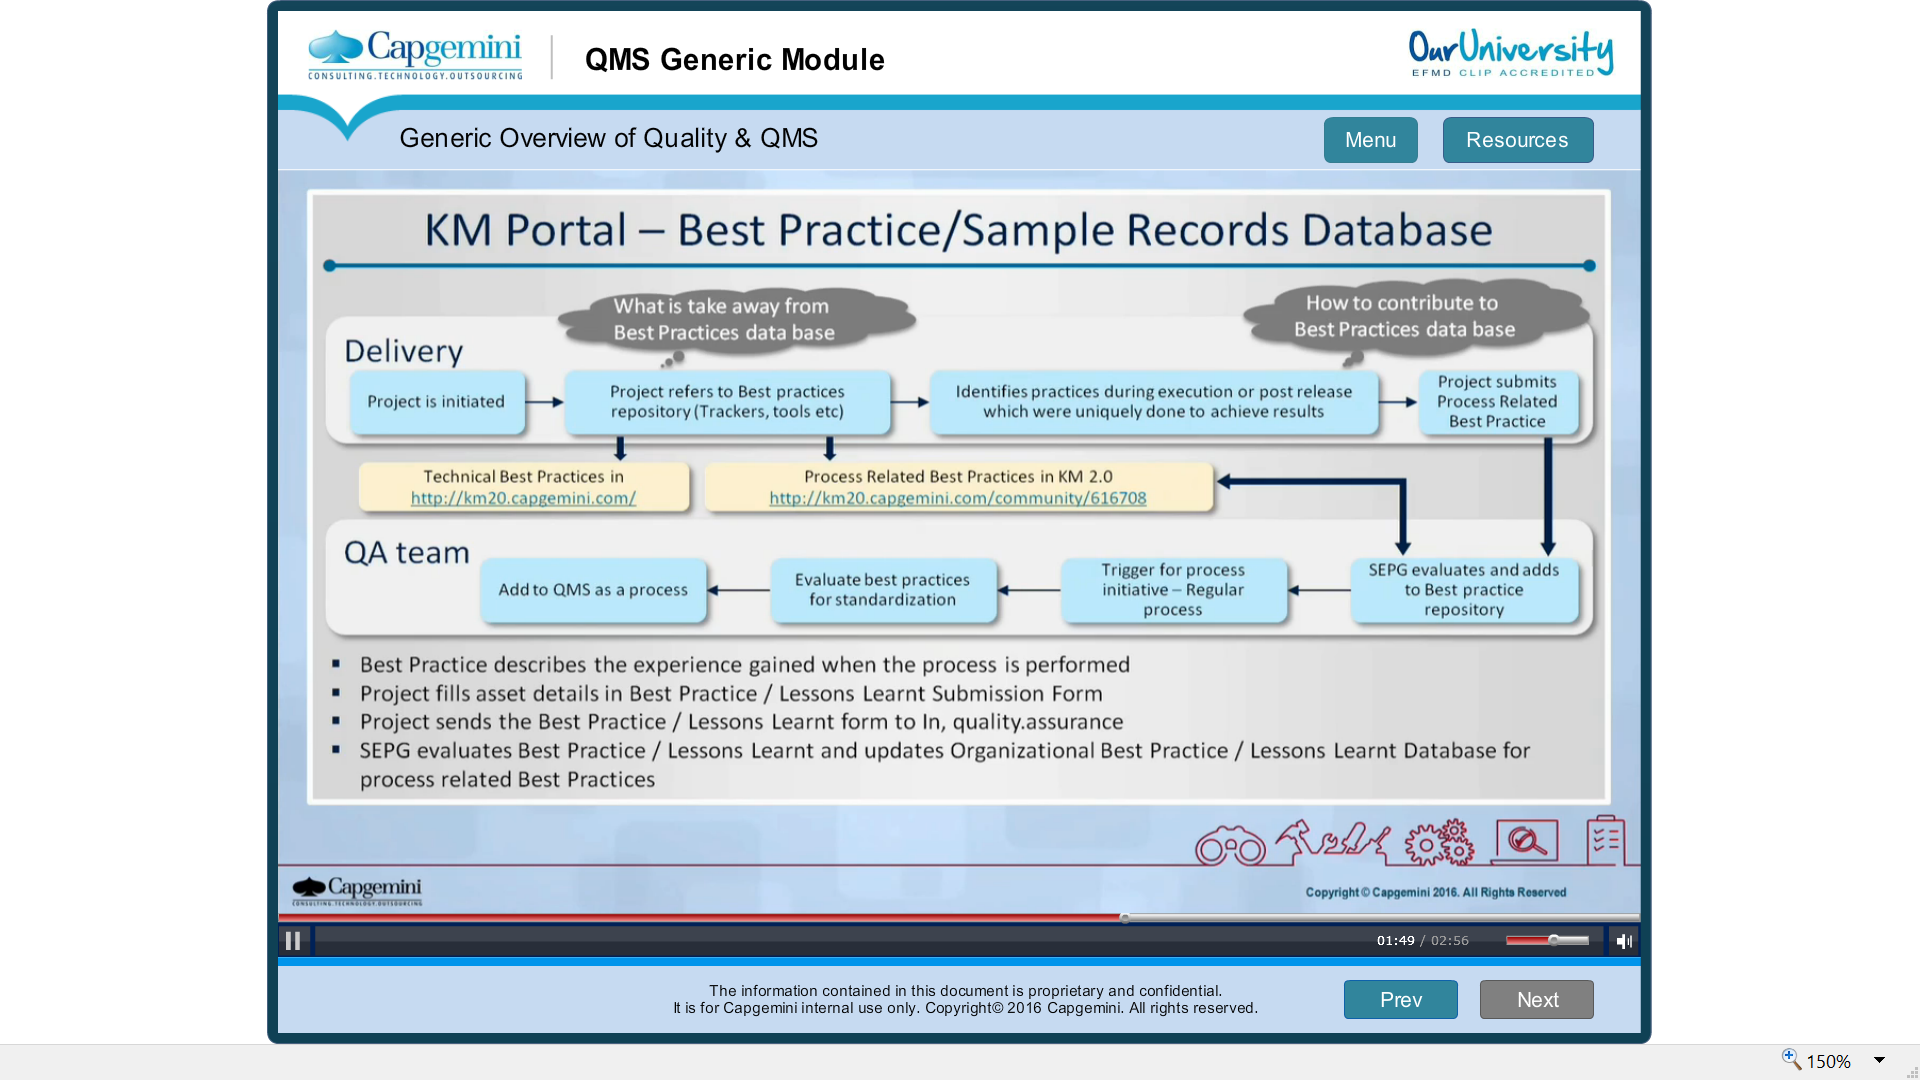 Capgemini
CONSULTING.TECHNOLOGY.OUTSOURCING
QMS Generic Module
OurUniversity
EFMD CLIP ACCREDITED
Generic Overview of Quality & QMS
Menu
Resources
KM Portal – Best Practice/Sample Records Database
What is take away from
Best Practices data base
How to contribute to
Best Practices data base
Delivery
Project is initiated
Project refers to Best practices
repository (Trackers, tools etc)
Identifies practices during execution or post release
which were uniquely done to achieve results
Project submits
Process Related
Best Practice
Technical Best Practices in
http://km20.capgemini.com/
Process Related Best Practices in KM 2.0
http://km20.capgemini.com/community/616708
QA team
Add to QMS as a process
Evaluate best practices
for standardization
Trigger for process
initiative – Regular
process
SEPG evaluates and adds
to Best practice
repository
▪ Best Practice describes the experience gained when the process is performed
▪ Project fills asset details in Best Practice / Lessons Learnt Submission Form
▪ Project sends the Best Practice / Lessons Learnt form to In, quality.assurance
▪ SEPG evaluates Best Practice / Lessons Learnt and updates Organizational Best Practice / Lessons Learnt Database for
process related Best Practices
Capgemini
CONSULTING.TECHNOLOGY.OUTSOURCING
Copyright © Capgemini 2016. All Rights Reserved
01:49 / 02:56
The information contained in this document is proprietary and confidential.
It is for Capgemini internal use only. Copyright© 2016 Capgemini. All rights reserved.
Prev
Next
150%